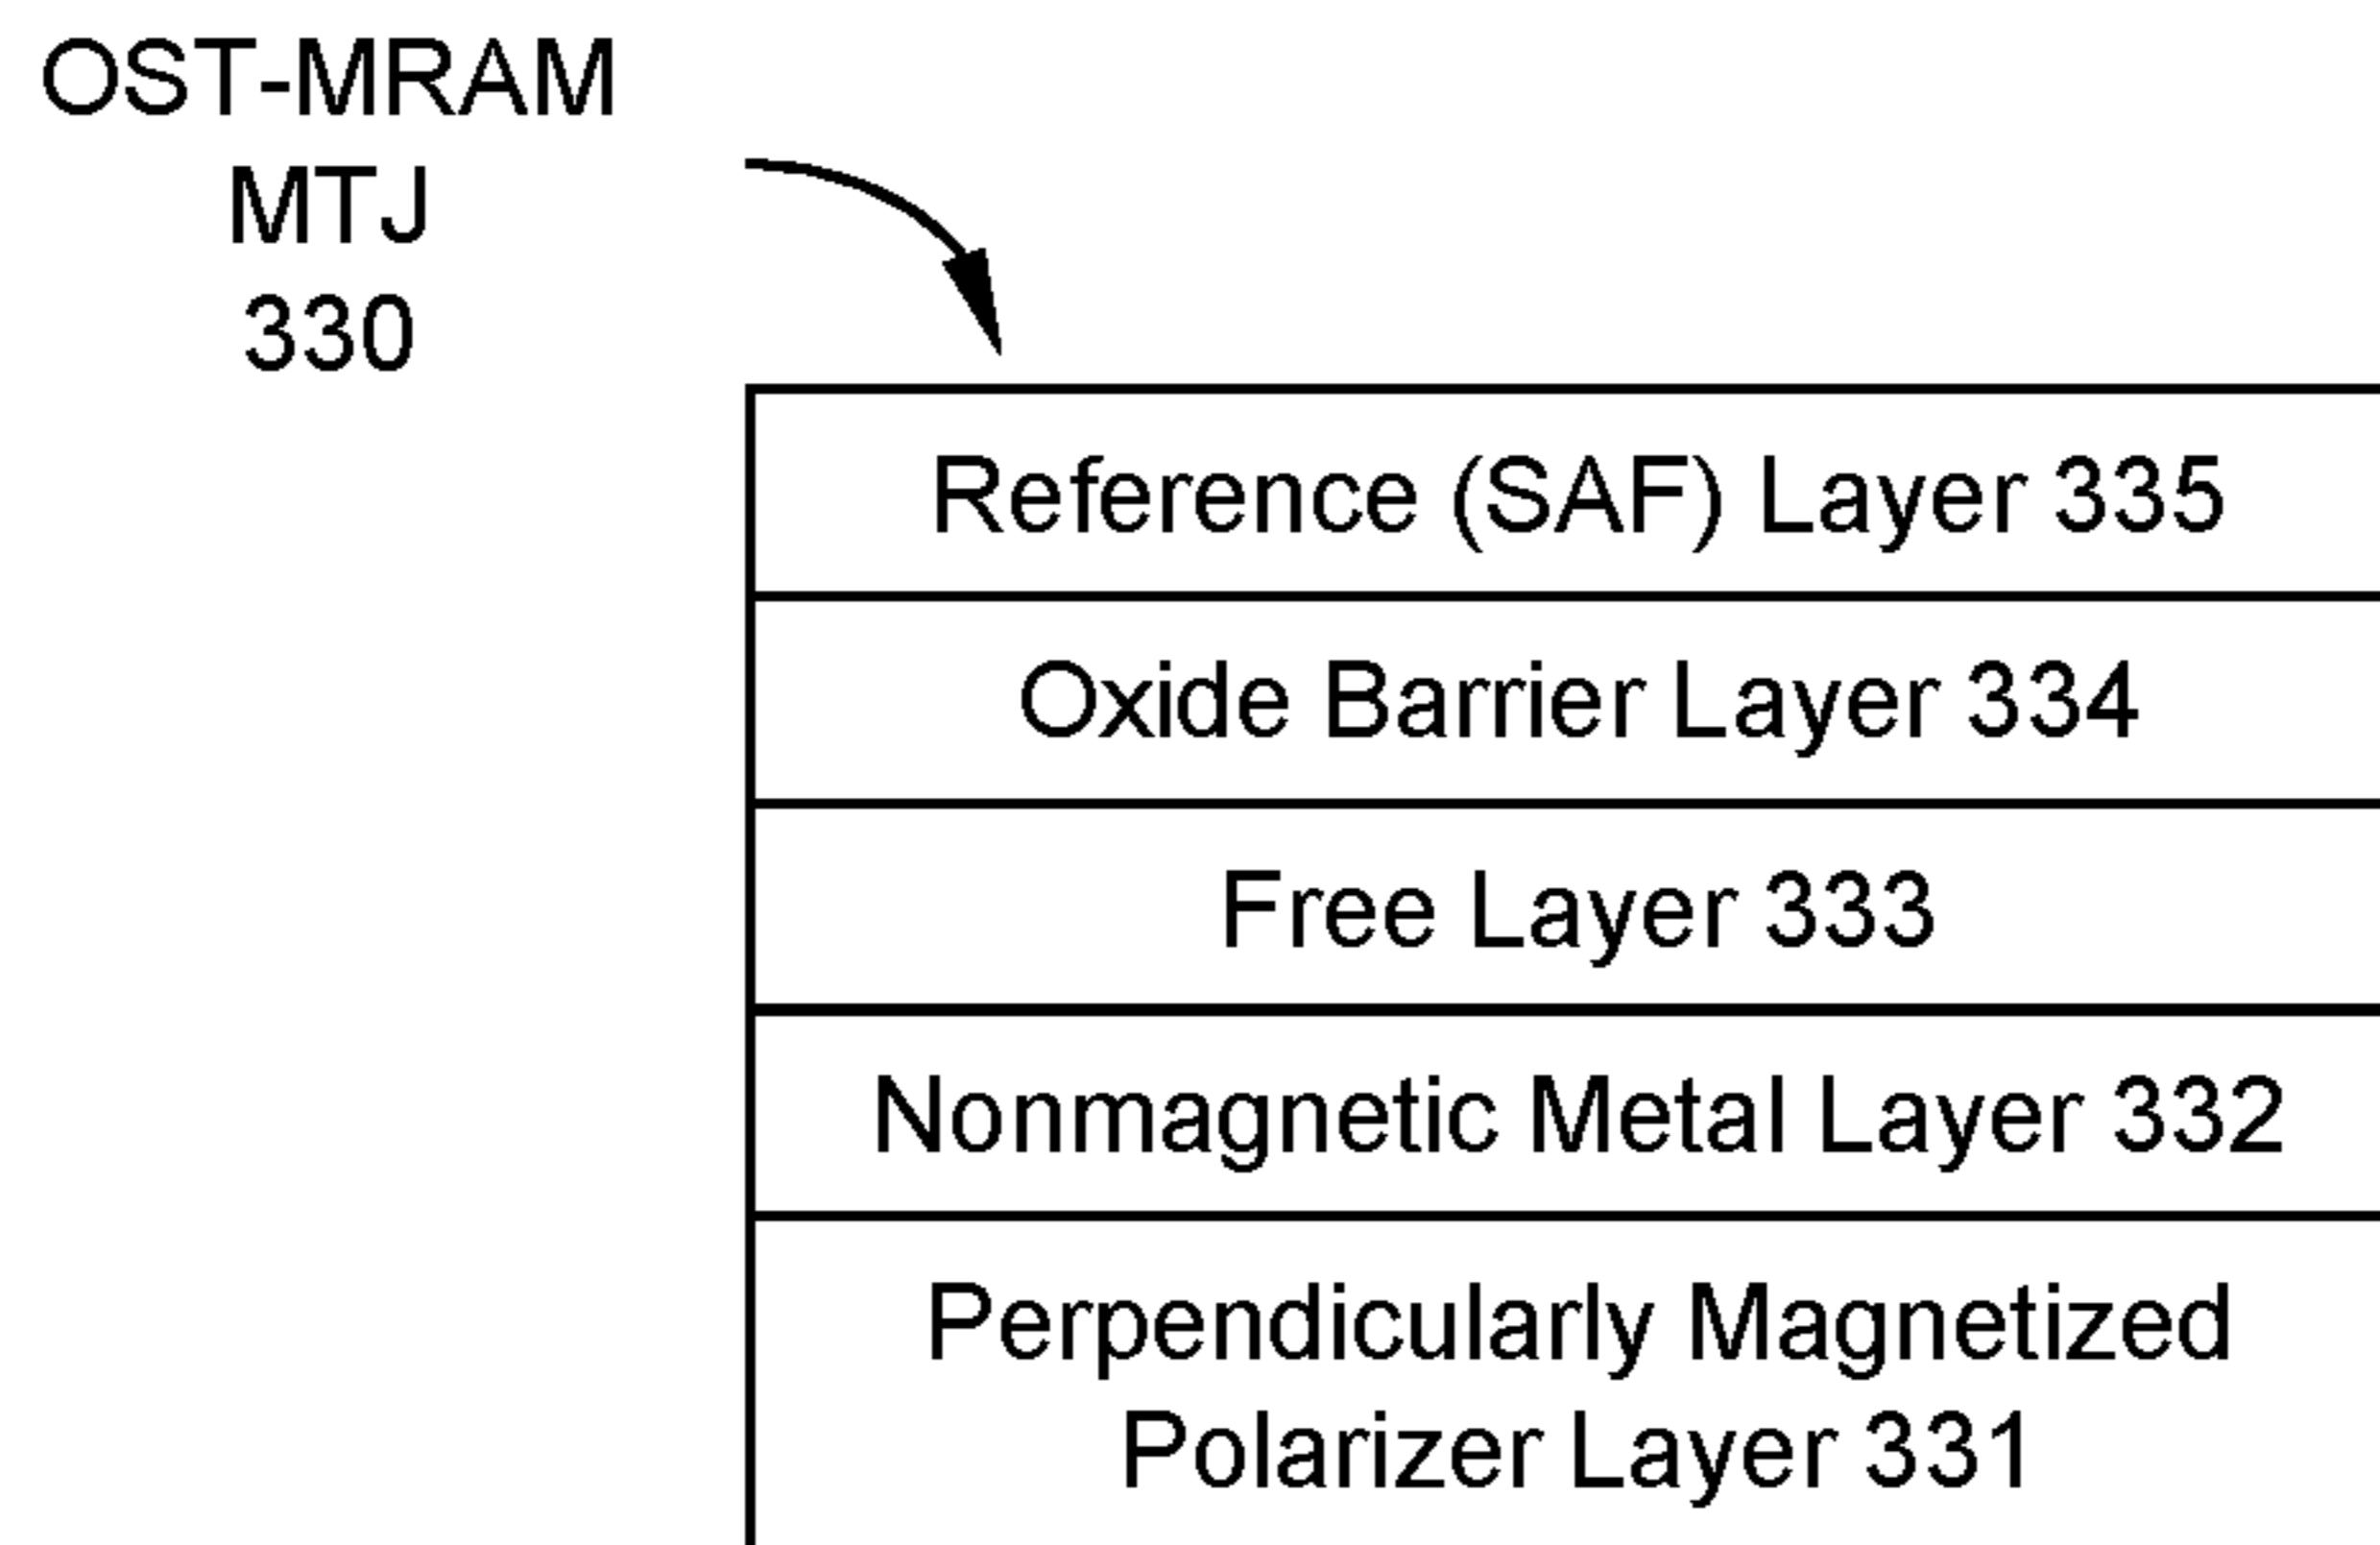 OST-MRAM
MTJ
330
Reference (SAF) Layer 335
Oxide Barrier Layer 334
Free Layer 333
Nonmagnetic Metal Layer 332
Perpendicularly Magnetized
Polarizer Layer 331